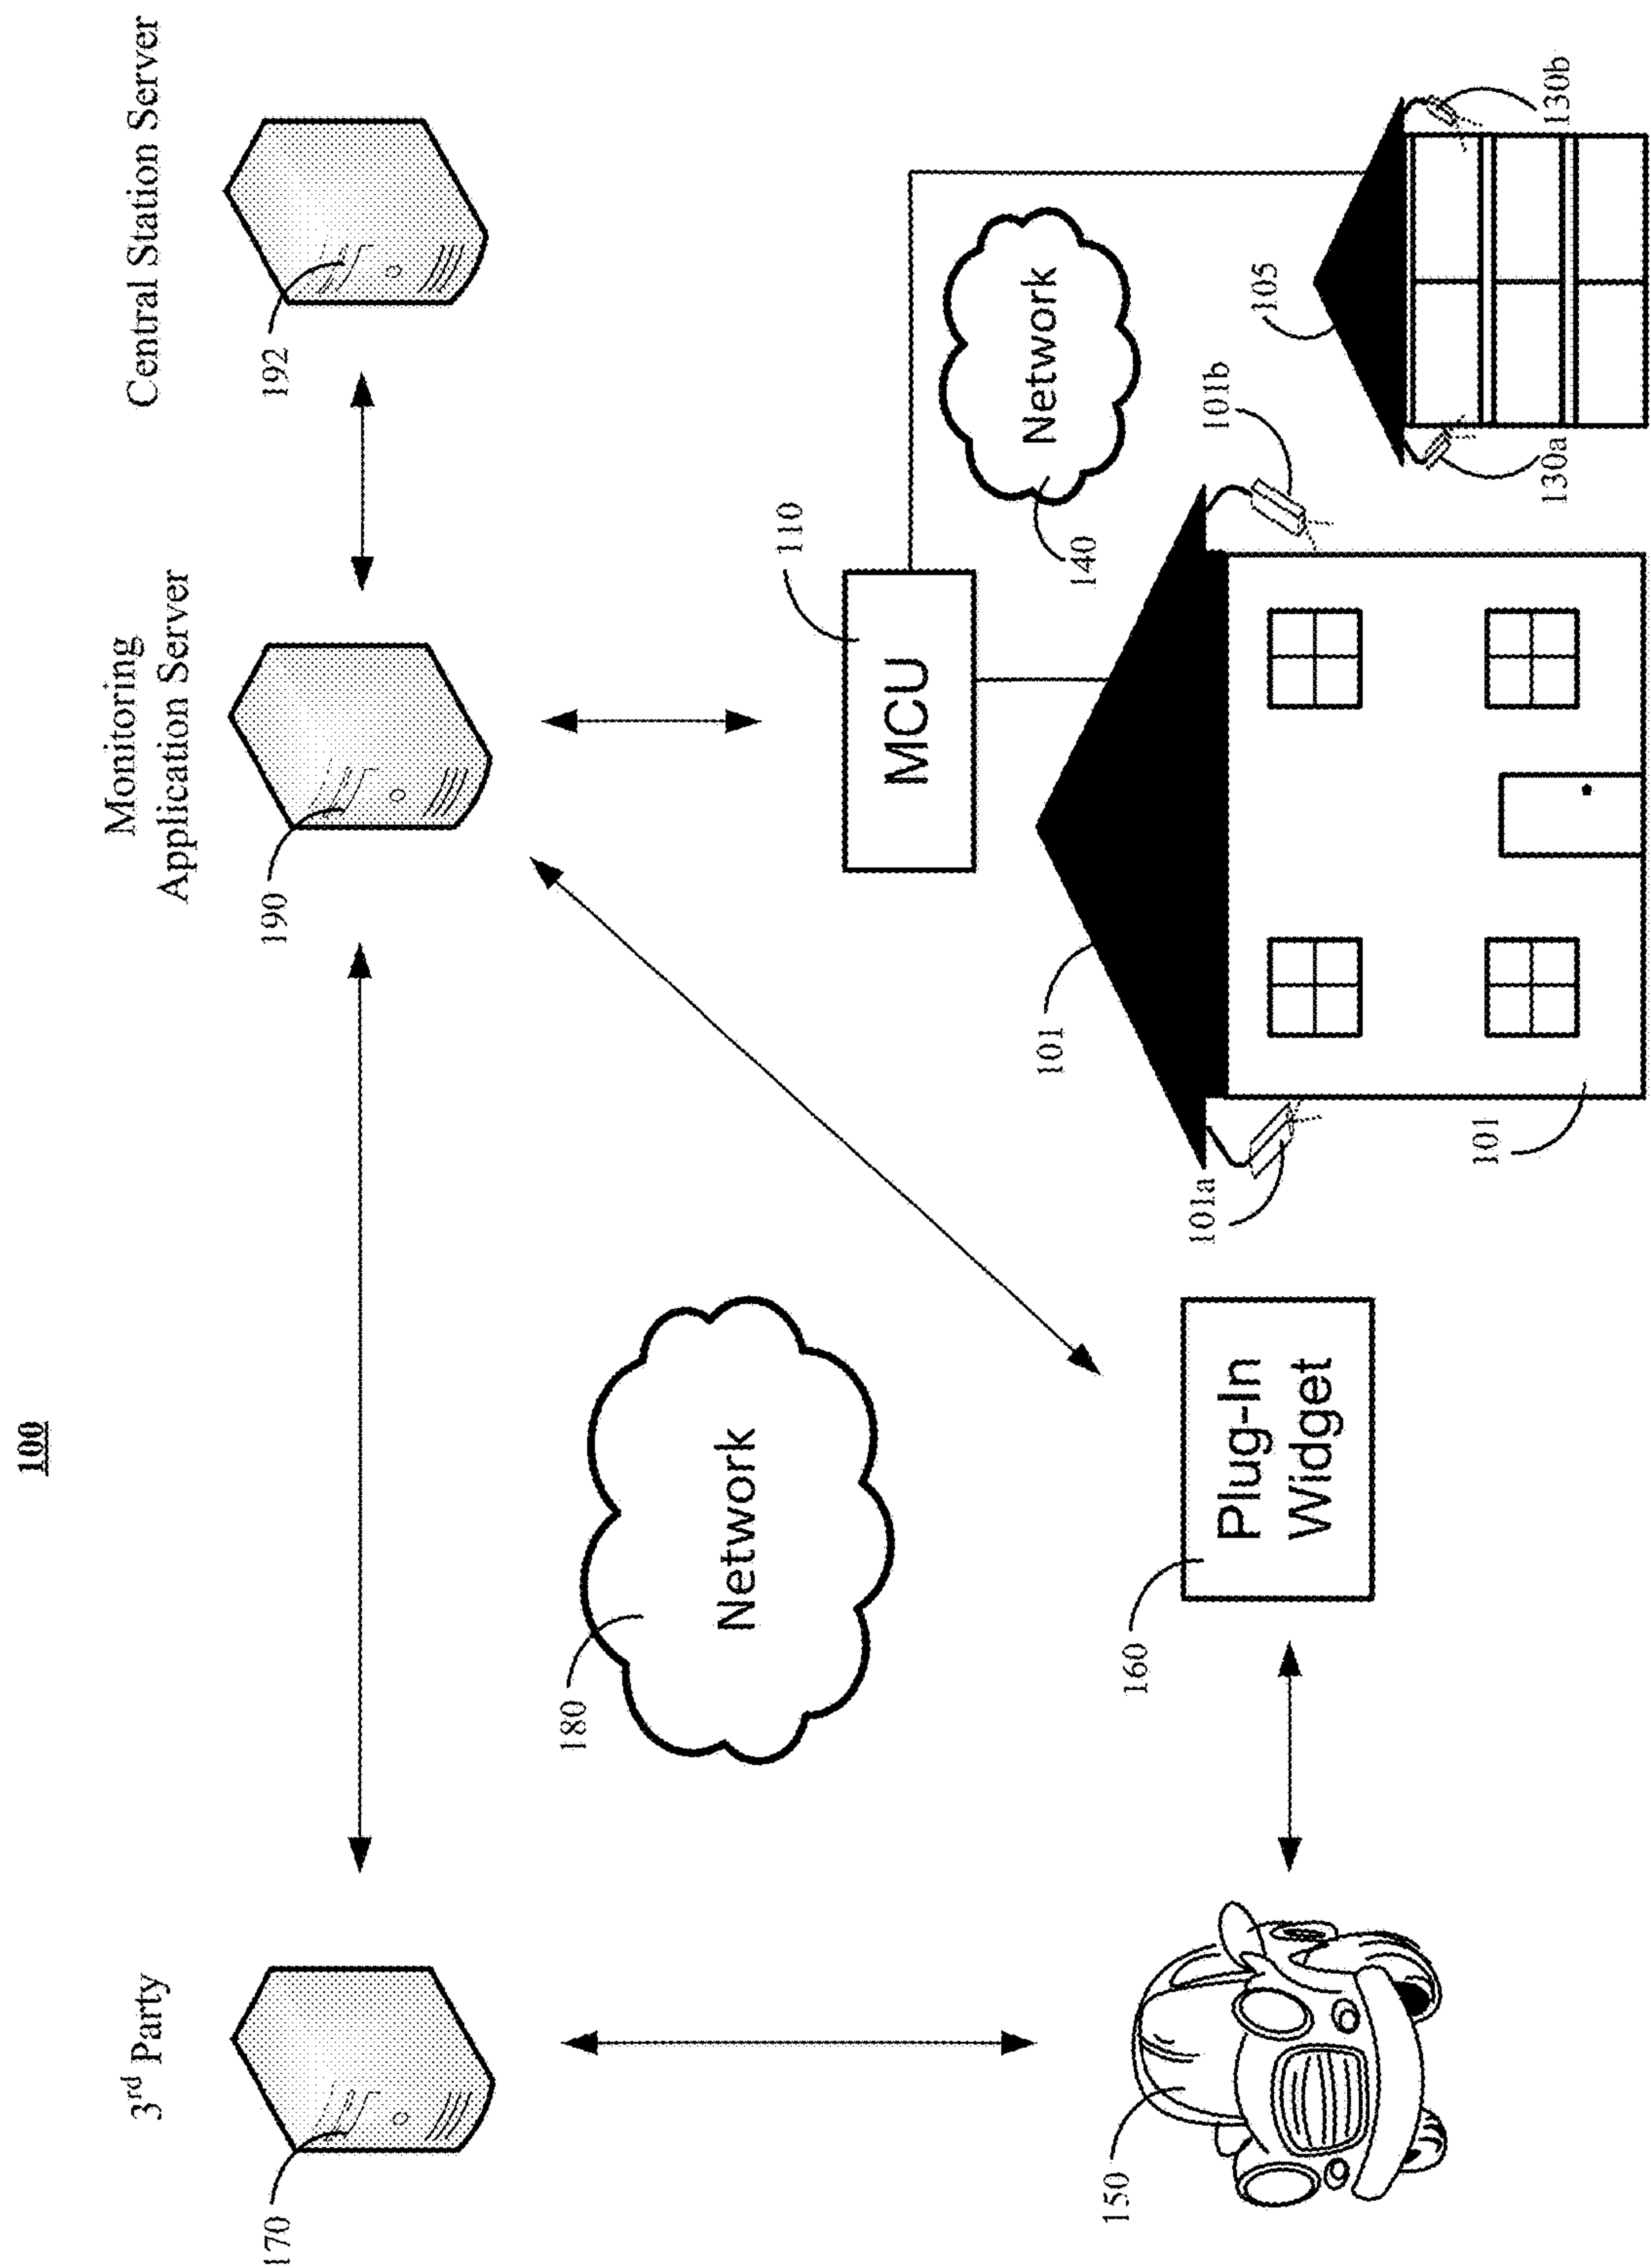 100
3rd Party
Monitoring
Application Server
Central Station Server
170
190
192
180
Network
110
MCU
140
Network
150
160
Plug-In
Widget
101
101a
101b
101
105
130a
130b